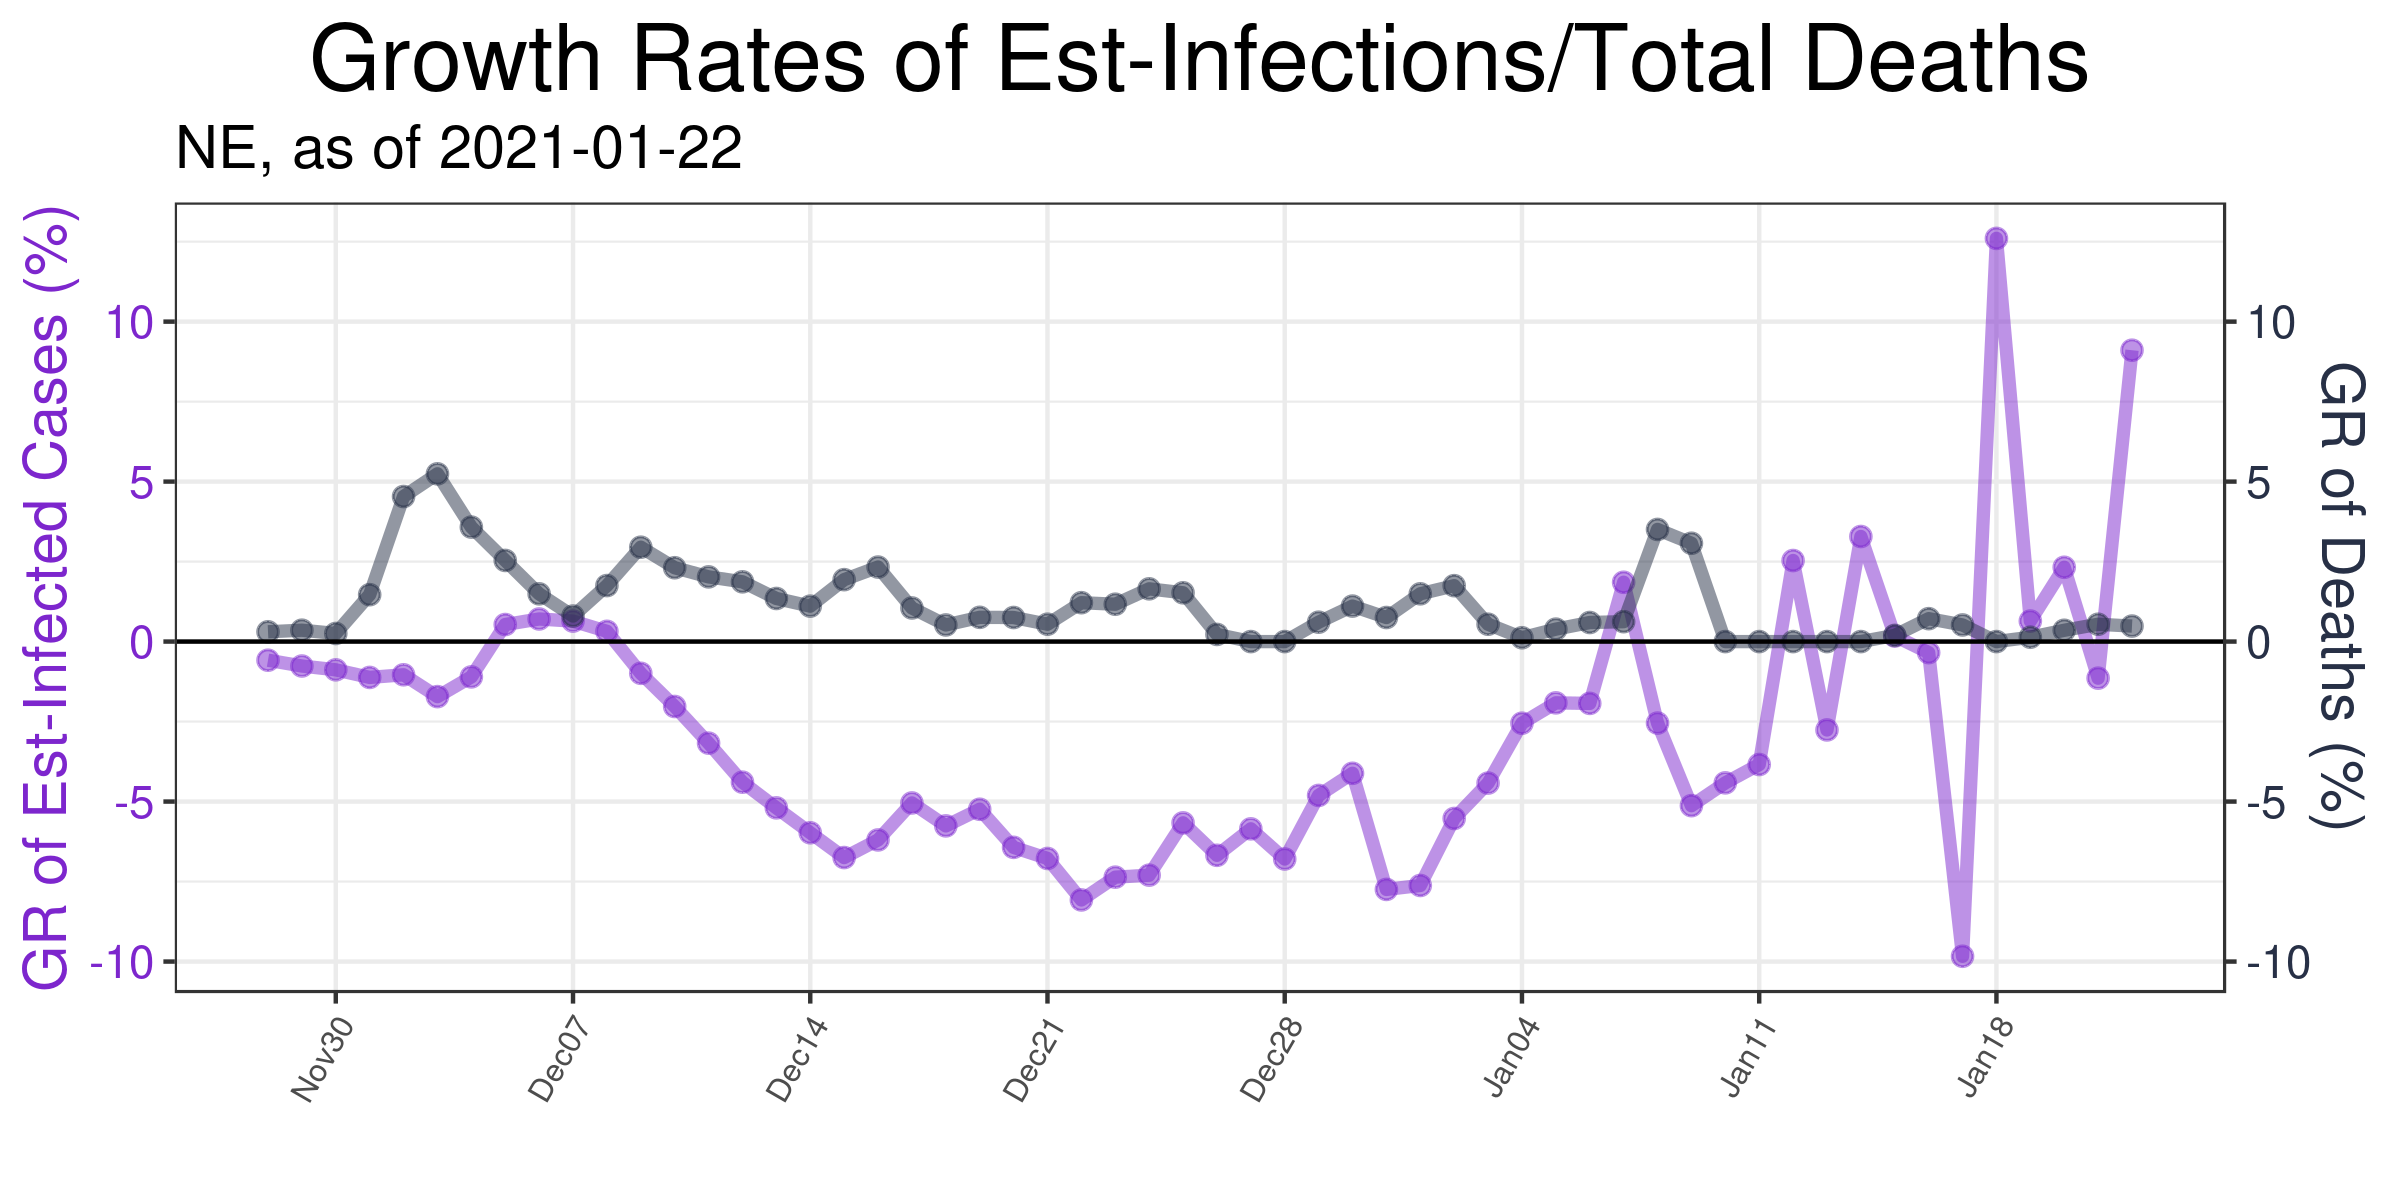 Growth Rates of Est-Infections/Total Deaths
NE, as of 2021-01-22
GR of Est-Infected Cases (%)
10
5
0
-5
-10
10
5
0
-5
-10
GR of Deaths (%)
Nov30
Dec07
Dec14
Dec21
Dec28
Jan04
Jan11
Jan18